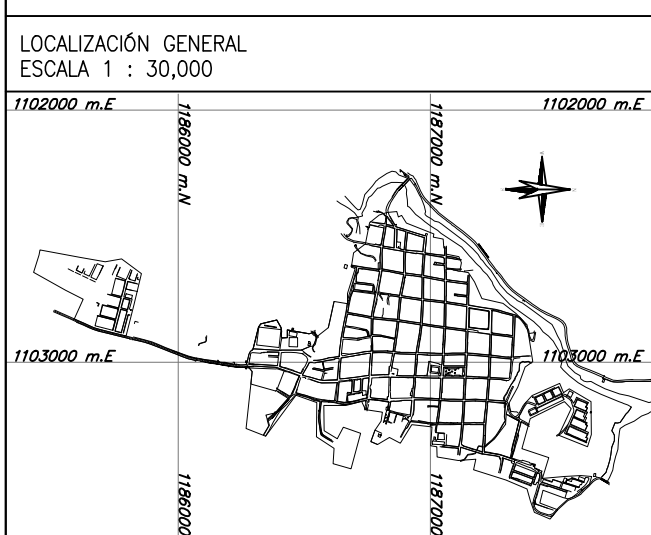 LOCALIZACIÓN GENERAL
ESCALA 1 : 30,000
1102000 m.E
1186000 m.N
1187000 m.N
1102000 m.E
1103000 m.E
1103000 m.E
1186000
1187000